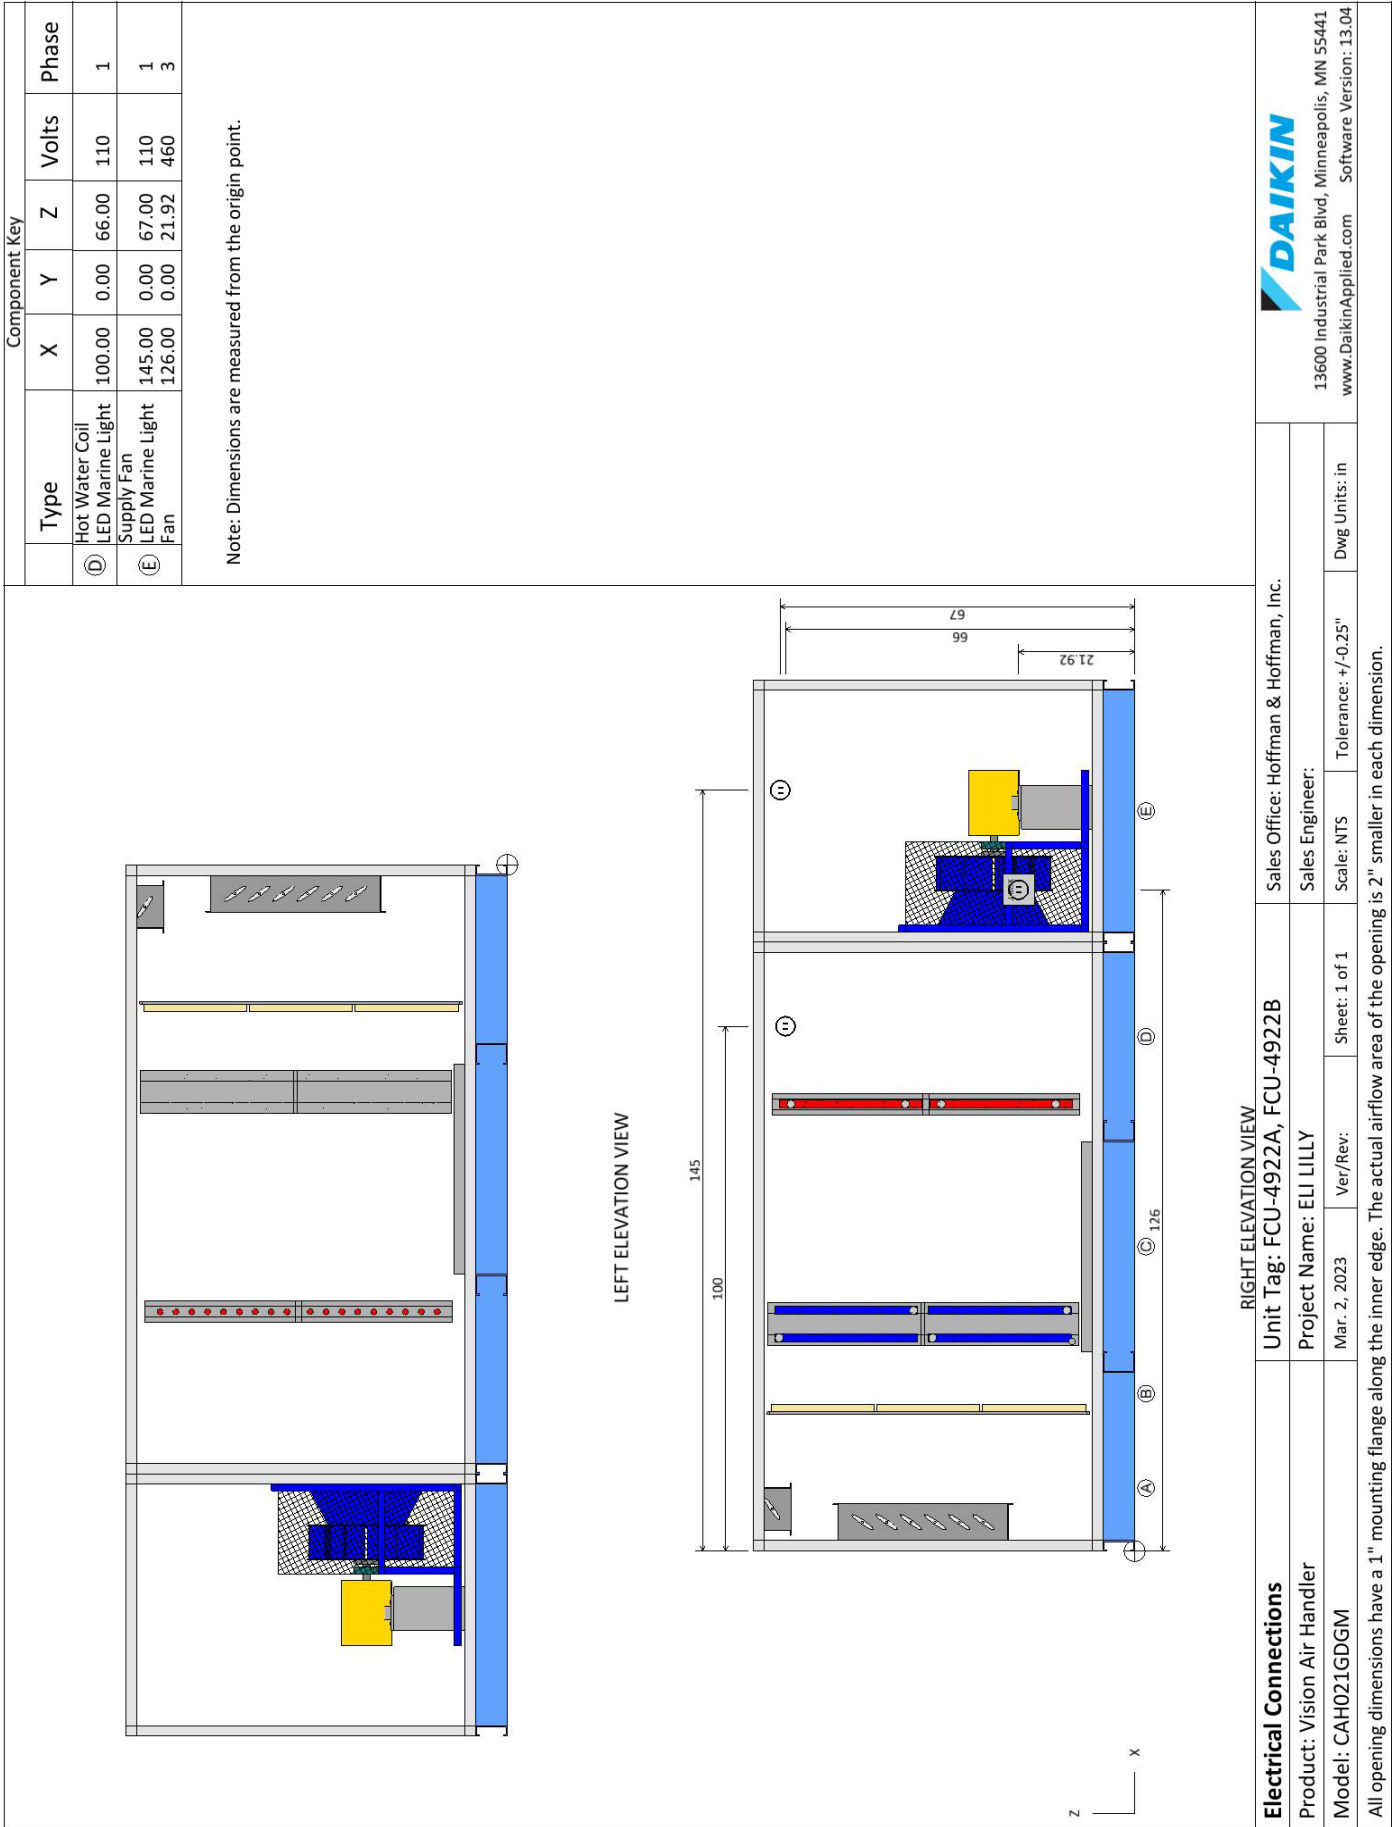 Component Key
Type X Y Z Volts Phase
Hot Water Coil
D LED Marine Light 100.00 0.00 66.00 110 1
Supply Fan
E LED Marine Light 145.00 0.00 67.00 110 1
Fan 126.00 0.00 21.92 460 3
Note: Dimensions are measured from the origin point.
LEFT ELEVATION VIEW
145
100
67
66
21.92
A B C D E
126
Z
X
RIGHT ELEVATION VIEW
Electrical Connections
Product: Vision Air Handler
Model: CAH021GDGM
Unit Tag: FCU-4922A, FCU-4922B
Project Name: ELI LILLY
Mar. 2, 2023 Ver/Rev: Sheet: 1 of 1
Sales Office: Hoffman & Hoffman, Inc.
Sales Engineer:
Scale: NTS Tolerance: +/-0.25" Dwg Units: in
DAIKIN
13600 Industrial Park Blvd, Minneapolis, MN 55441
www.DaikinApplied.com Software Version: 13.04
All opening dimensions have a 1" mounting flange along the inner edge. The actual airflow area of the opening is 2" smaller in each dimension.